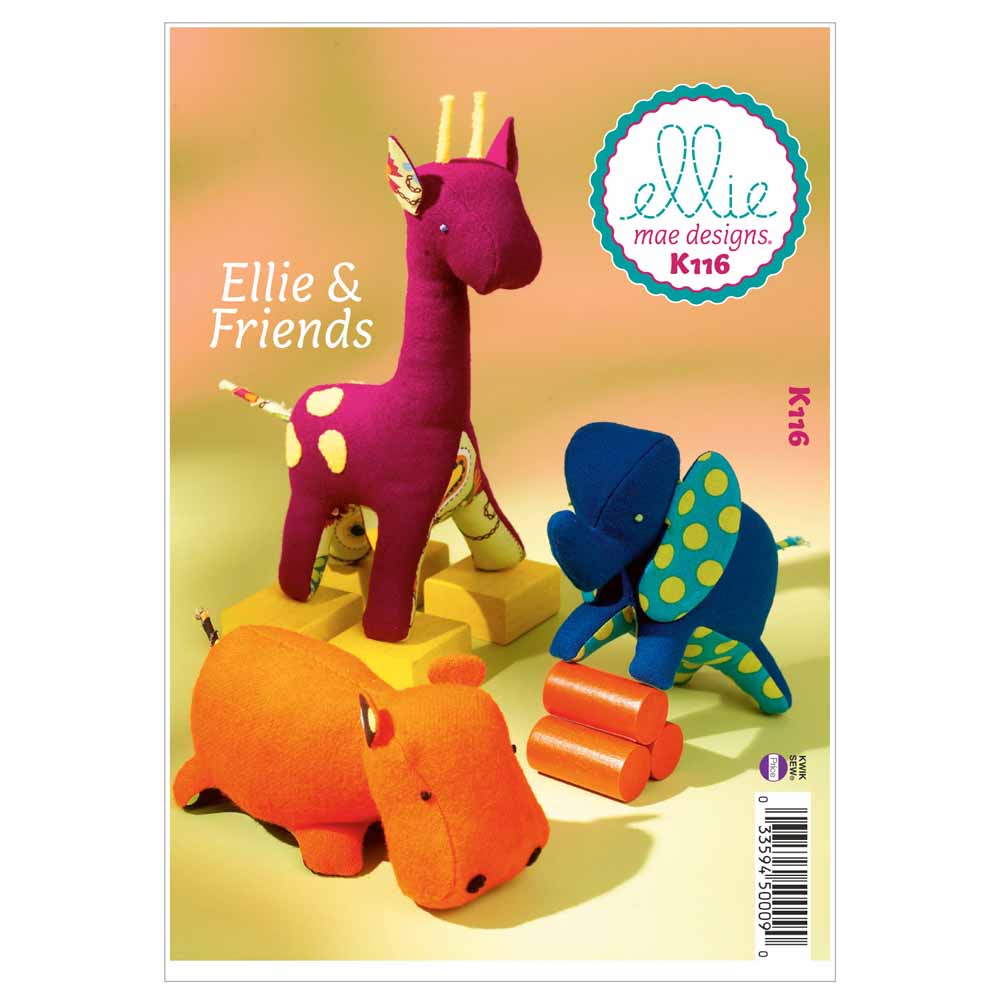 ellie
mae designs®
K116
Ellie &
Friends
K116
KWIK
SEW®
Price
0 33594 50009 0